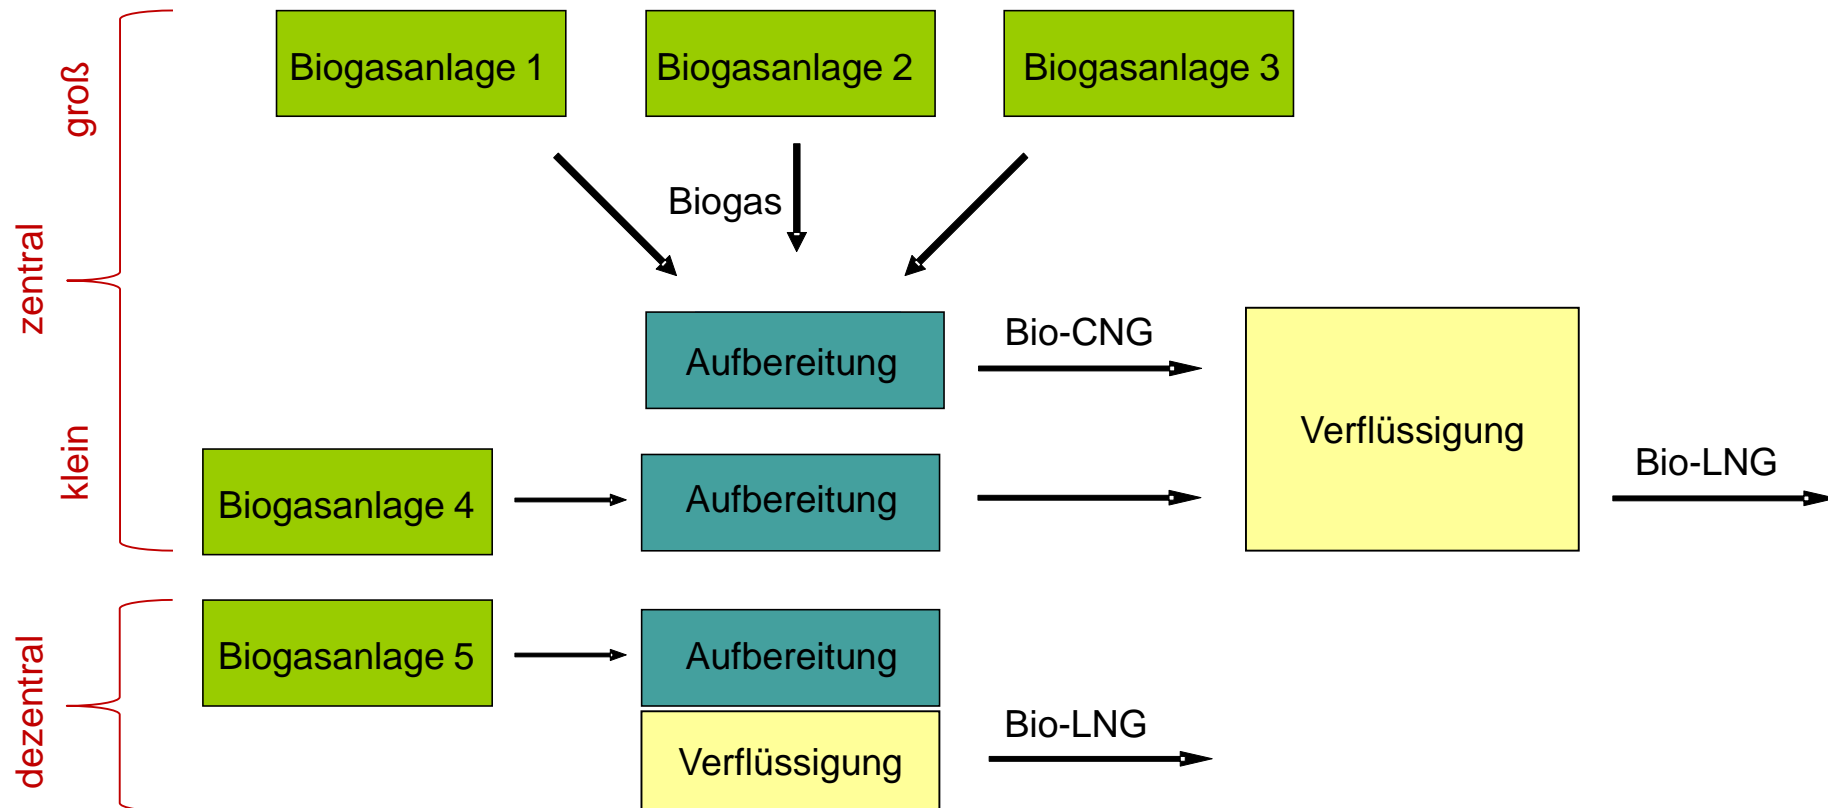 groß
Biogasanlage 1
Biogasanlage 2
Biogasanlage 3
Biogas
zentral
Aufbereitung
Bio-CNG
Verflüssigung
klein
Biogasanlage 4
Aufbereitung
Bio-LNG
dezentral
Biogasanlage 5
Aufbereitung
Verflüssigung
Bio-LNG